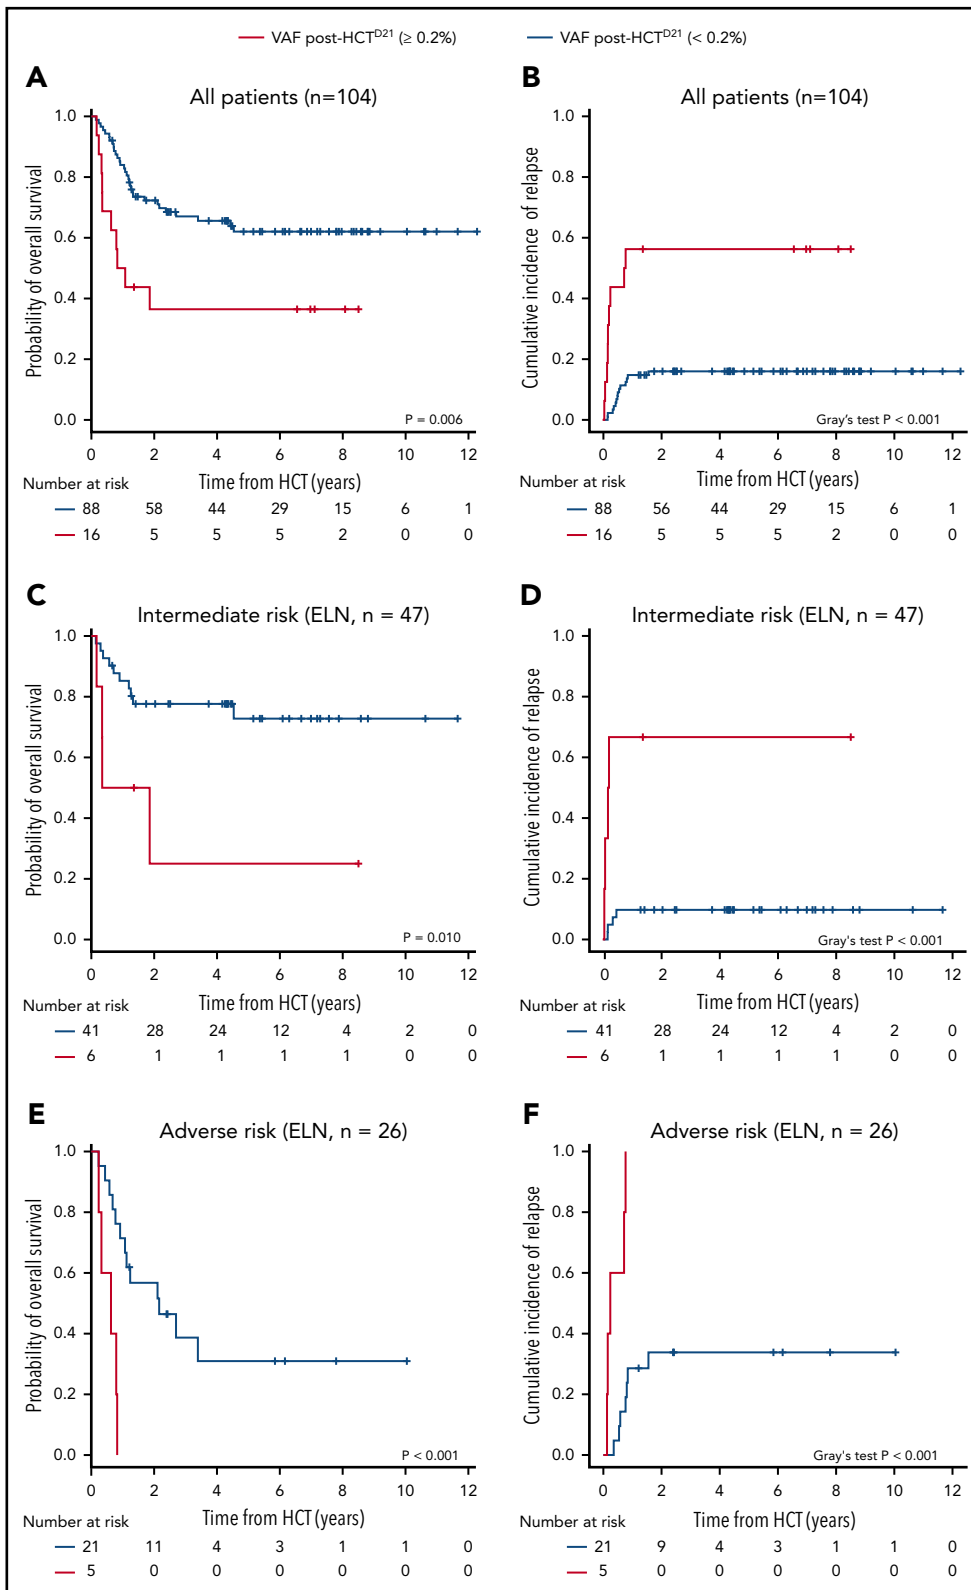 VAF post-HCT^D21 (≥ 0.2%) VAF post-HCT^D21 (< 0.2%)
A
All patients (n=104)
Probability of overall survival
1.0
0.8
0.6
0.4
0.2
0.0
P = 0.006
0 2 4 6 8 10 12
Number at risk Time from HCT (years)
88 58 44 29 15 6 1
16 5 5 5 2 0 0
B
All patients (n=104)
Cumulative incidence of relapse
1.0
0.8
0.6
0.4
0.2
0.0
Gray's test P < 0.001
0 2 4 6 8 10 12
Number at risk Time from HCT (years)
88 56 44 29 15 6 1
16 5 5 5 2 0 0
C
Intermediate risk (ELN, n = 47)
Probability of overall survival
1.0
0.8
0.6
0.4
0.2
0.0
P = 0.010
0 2 4 6 8 10 12
Number at risk Time from HCT (years)
41 28 24 12 4 2 0
6 1 1 1 1 0 0
D
Intermediate risk (ELN, n = 47)
Cumulative incidence of relapse
1.0
0.8
0.6
0.4
0.2
0.0
Gray's test P < 0.001
0 2 4 6 8 10 12
Number at risk Time from HCT (years)
41 28 24 12 4 2 0
6 1 1 1 1 0 0
E
Adverse risk (ELN, n = 26)
Probability of overall survival
1.0
0.8
0.6
0.4
0.2
0.0
P < 0.001
0 2 4 6 8 10 12
Number at risk Time from HCT (years)
21 11 4 3 1 1 0
5 0 0 0 0 0 0
F
Adverse risk (ELN, n = 26)
Cumulative incidence of relapse
1.0
0.8
0.6
0.4
0.2
0.0
Gray's test P < 0.001
0 2 4 6 8 10 12
Number at risk Time from HCT (years)
21 9 4 3 1 1 0
5 0 0 0 0 0 0